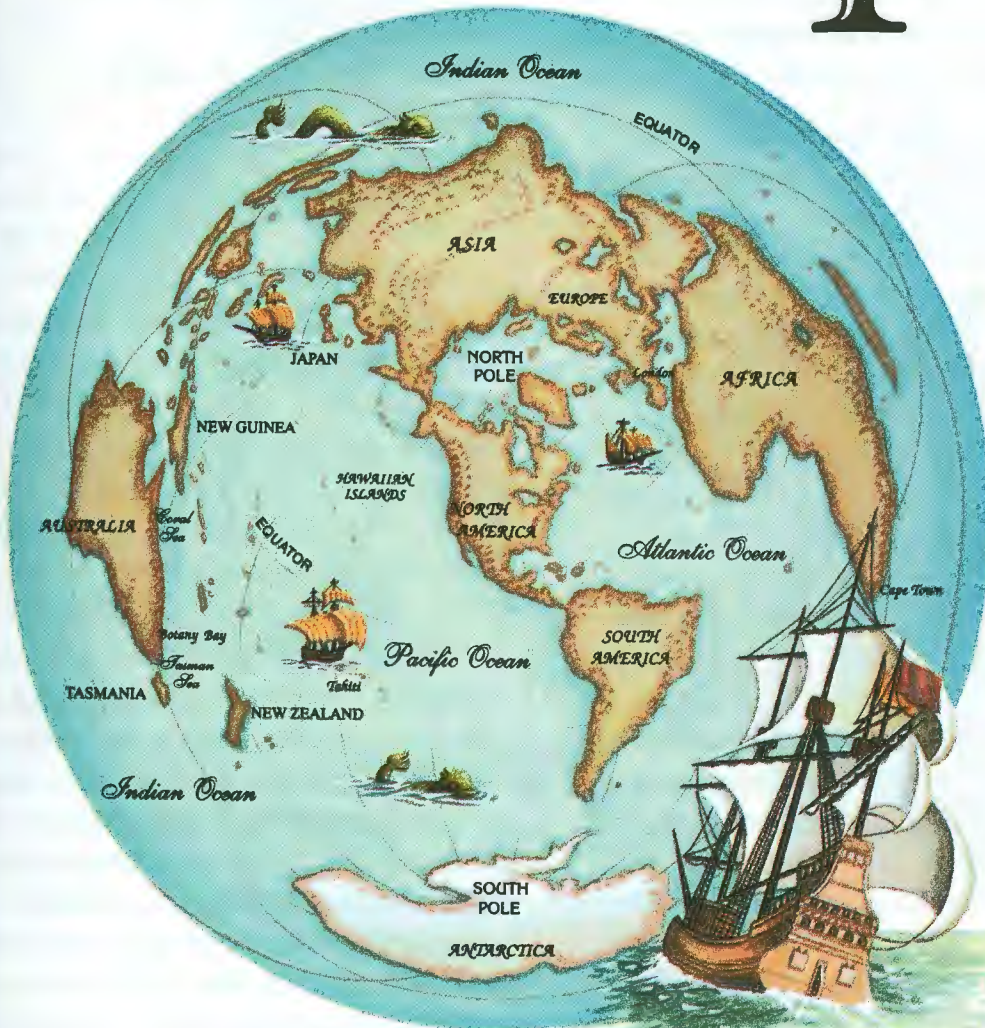 Indian Ocean
EQUATOR
ASIA
EUROPE
JAPAN
NORTH
POLE
London
AFRICA
NEW GUINEA
HAWAIIAN
ISLANDS
NORTH
AMERICA
AUSTRALIA
Coral
Sea
EQUATOR
Atlantic Ocean
Cape Town
Botany Bay
SOUTH
AMERICA
Pacific Ocean
Tasman
Sea
Tahiti
TASMANIA
NEW ZEALAND
Indian Ocean
SOUTH
POLE
ANTARCTICA